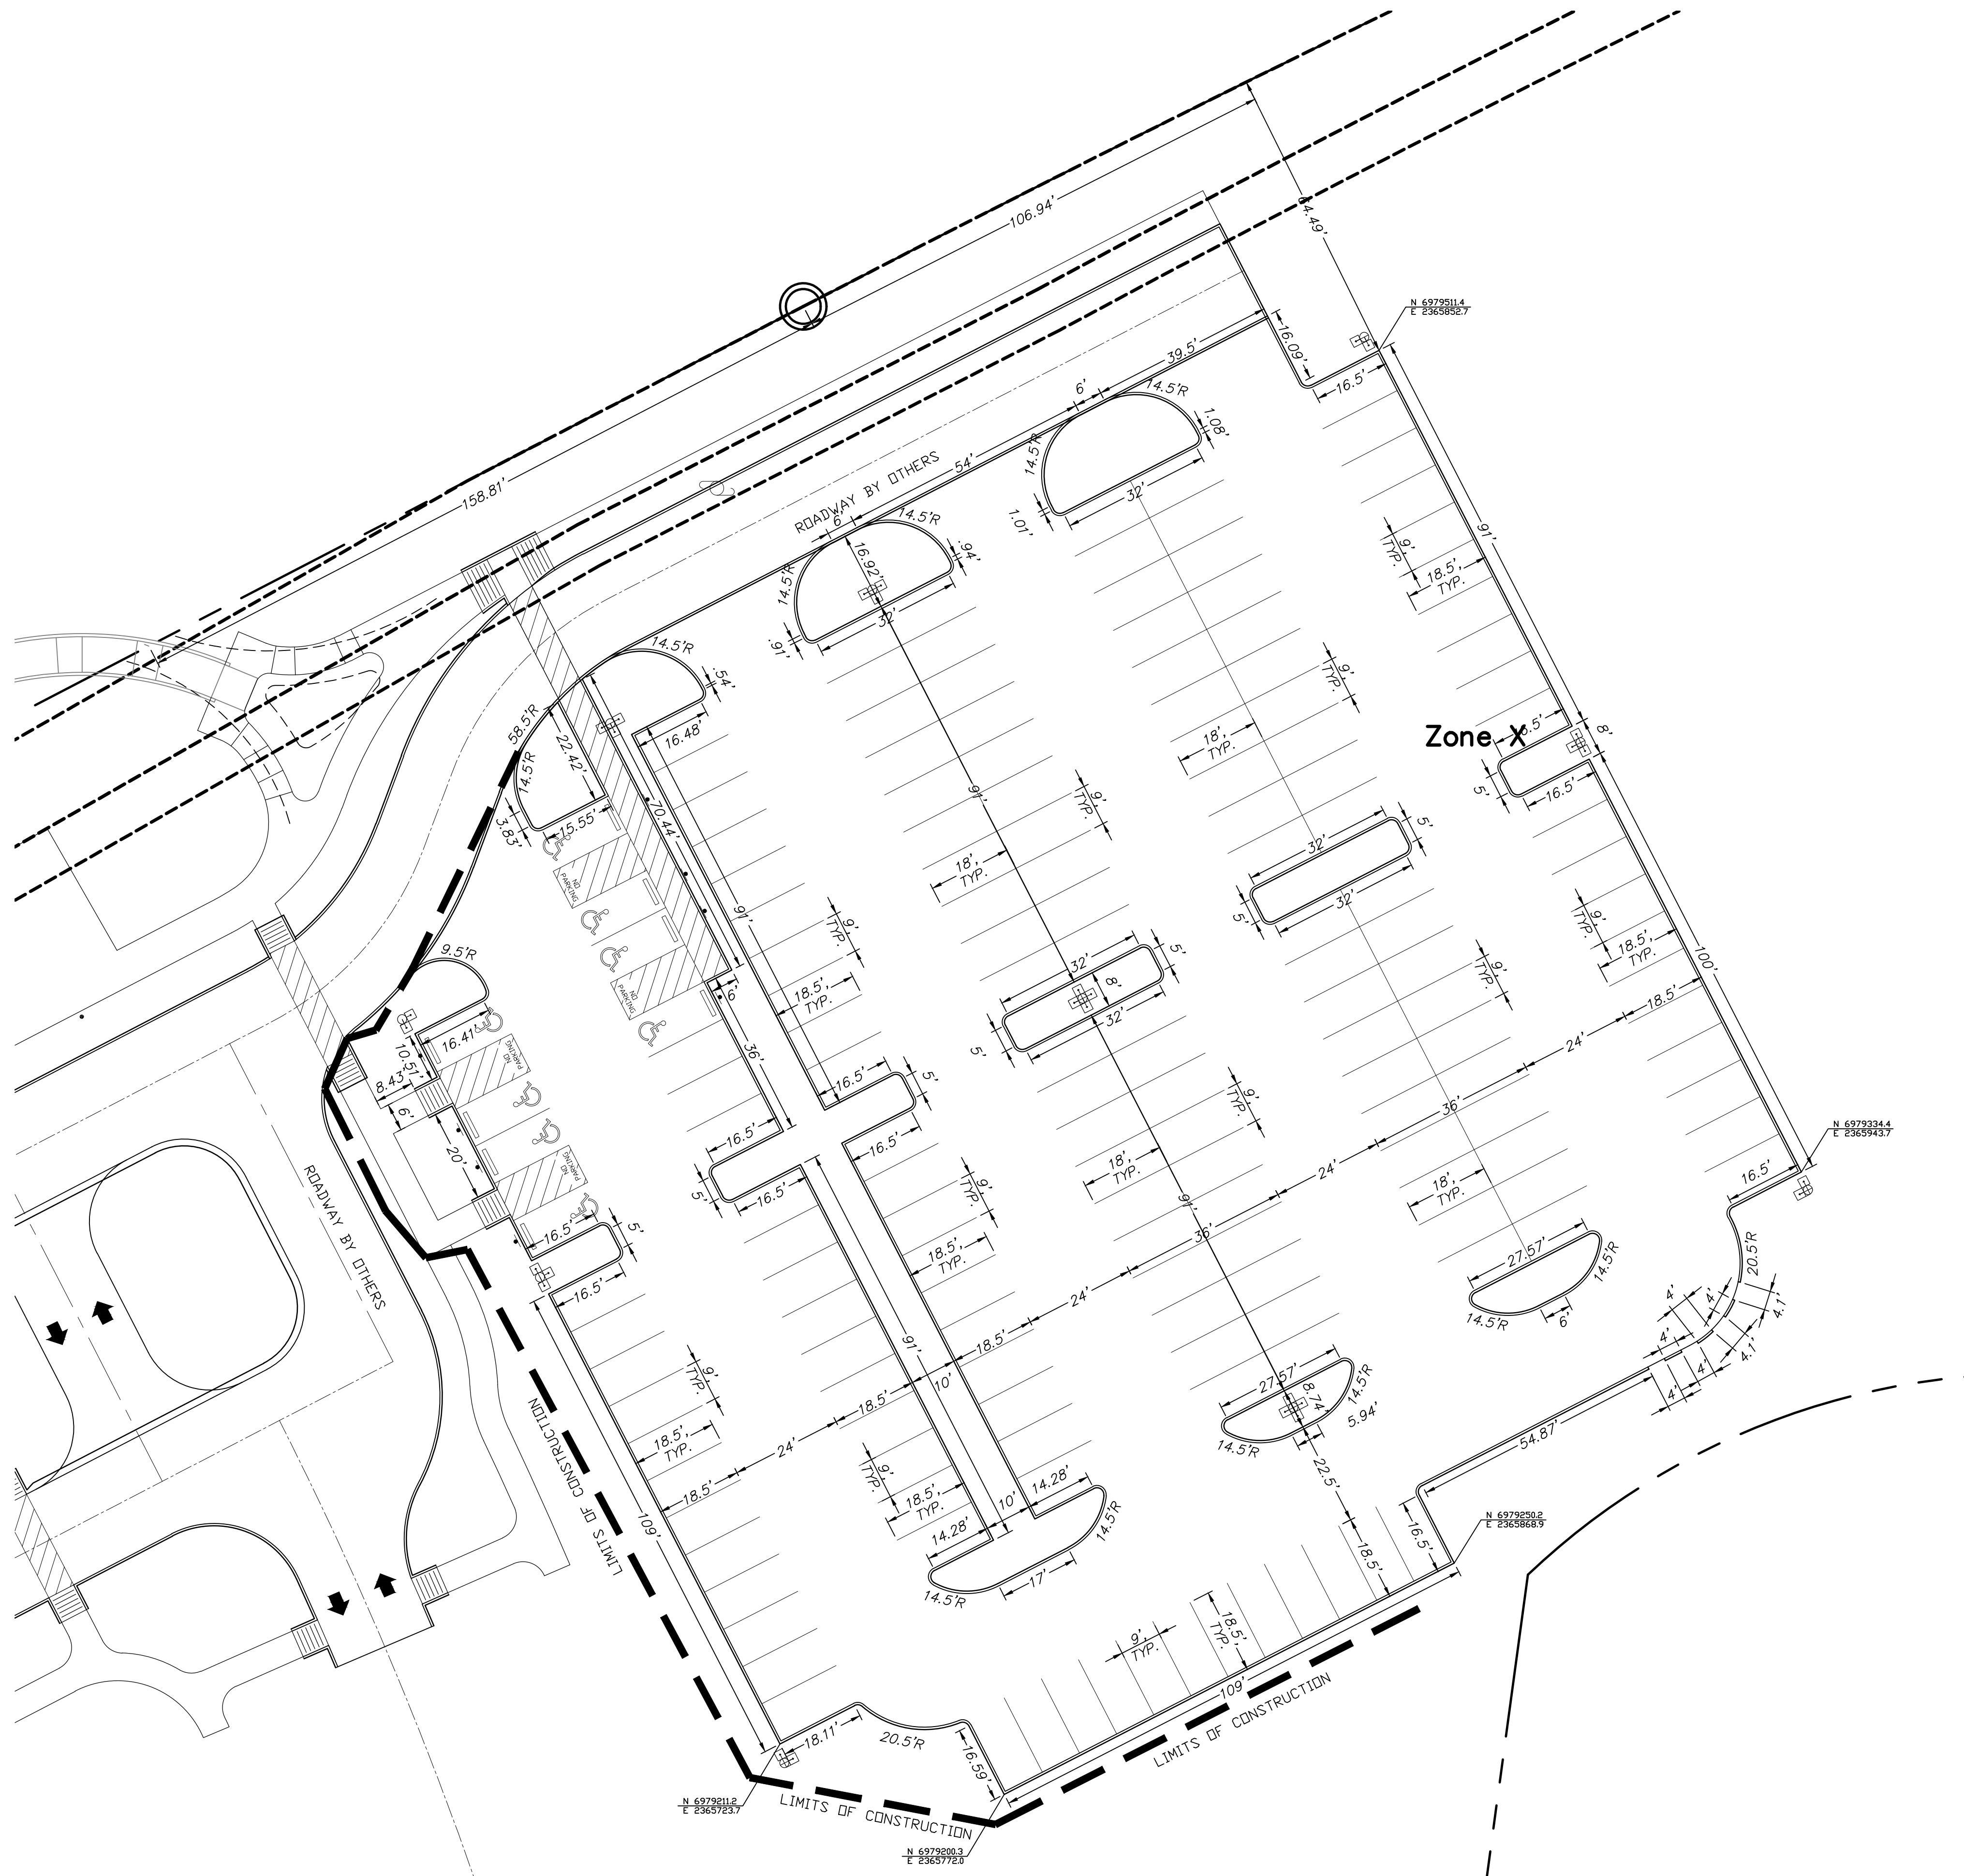 106.94'
64.49'
N 6979511.4
E 2365852.7
158.81'
39.5'
16.09'
16.5'
6'
14.5'R
1.08'
14.5'R
54'
32'
1.01'
ROADWAY BY OTHERS
6'
14.5'R
.94'
16.92'
14.5'R
32'
.91'
91'
9',
TYP.
18.5',
TYP.
14.5'R
.54'
16.48'
58.5'R
22.42'
14.5'R
3.83'
15.55'
70.44'
9',
TYP.
18',
TYP.
Zone X
16.5'
8'
5'
16.5'
91'
9',
TYP.
18',
TYP.
32'
5'
5'
32'
NO
PARKING
91'
9',
TYP.
18.5',
TYP.
NO
PARKING
6'
36'
9.5'R
16.41'
10.51'
8.43'
6'
20'
NO
PARKING
NO
PARKING
32'
5'
8'
5'
32'
9',
TYP.
18.5',
TYP.
100'
9',
TYP.
18.5'
24'
36'
24'
36'
24'
18.5'
10'
18.5'
24'
18.5'
16.5'
5'
16.5'
16.5'
5'
16.5'
9',
TYP.
18',
TYP.
18',
TYP.
N 6979334.4
E 2365943.7
16.5'
20.5'R
ROADWAY BY OTHERS
16.5'
5'
16.5'
9',
TYP.
18.5',
TYP.
91'
91'
27.57'
14.5'R
14.5'R
6'
4'
4'
4.1'
4.1'
4'
4'
4'
54.87'
9',
TYP.
18.5',
TYP.
109'
LIMITS OF CONSTRUCTION
9',
TYP.
18.5',
TYP.
27.57'
8.74'
14.5'R
5.94'
14.5'R
22.5'
14.28'
10'
14.28'
14.5'R
17'
14.5'R
18.5'
16.5'
N 6979250.2
E 2365868.9
9',
TYP.
18.5',
TYP.
109'
LIMITS OF CONSTRUCTION
18.11'
20.5'R
16.59'
N 6979211.2
E 2365723.7
LIMITS OF CONSTRUCTION
N 6979200.3
E 2365772.0